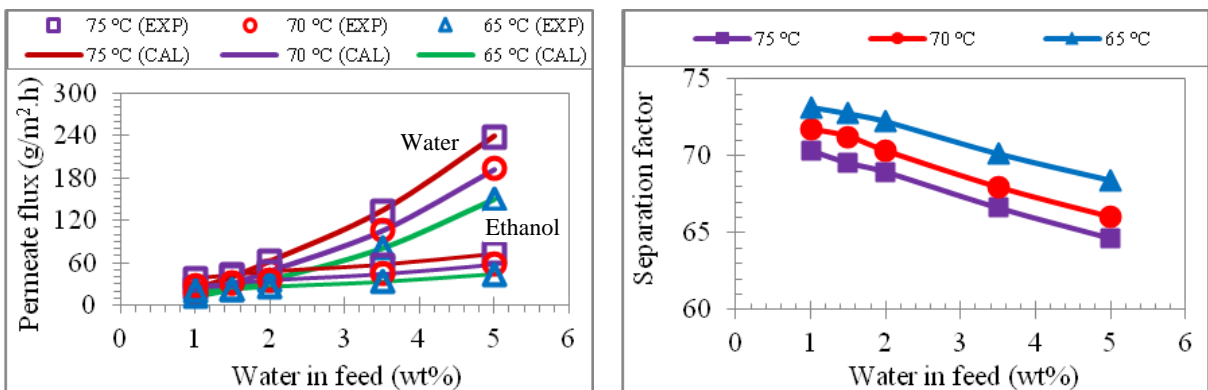 75 ºC (EXP) 70 ºC (EXP) 65 ºC (EXP)
75 ºC (CAL) 70 ºC (CAL) 65 ºC (CAL)
Permeate flux (g/m².h)
300
240
180
120
60
0
Water
Ethanol
0 1 2 3 4 5 6
Water in feed (wt%)
75 ºC 70 ºC 65 ºC
Separation factor
75
70
65
60
0 1 2 3 4 5 6
Water in feed (wt%)